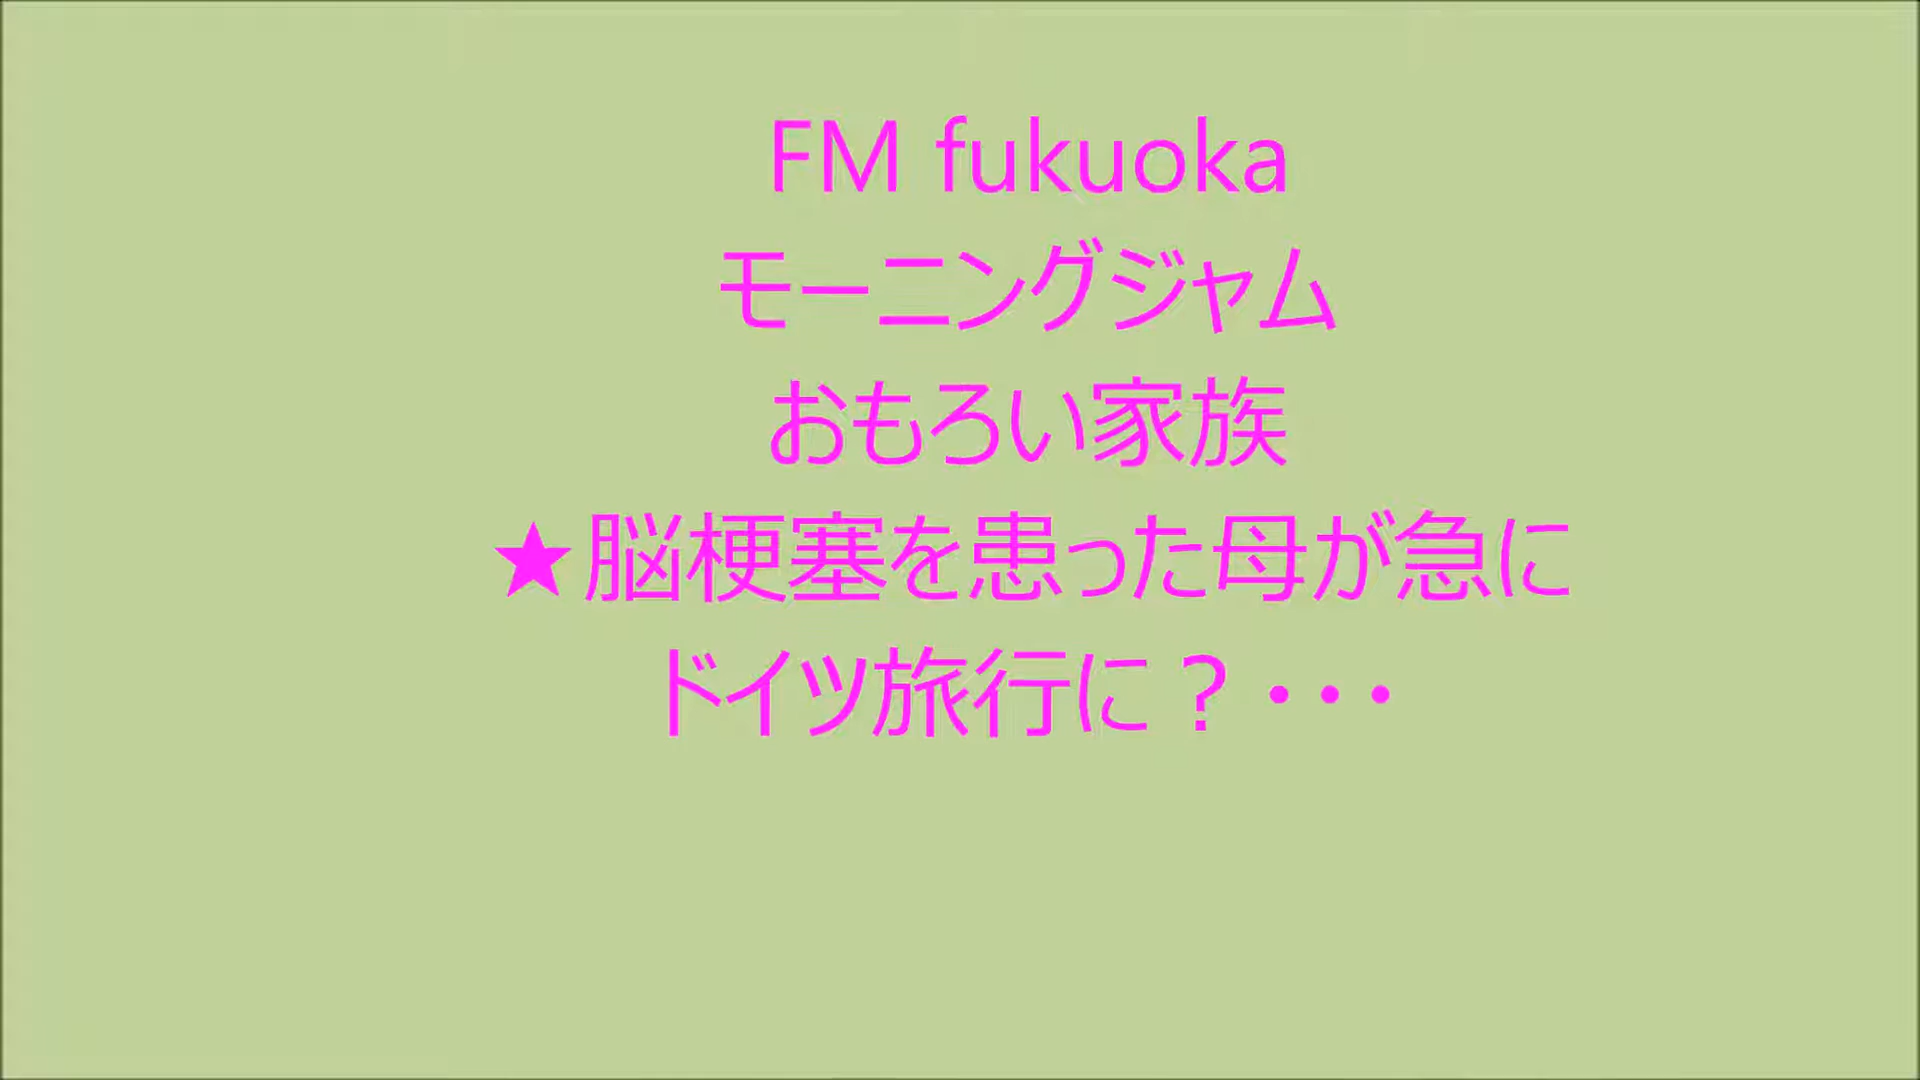 FM fukuoka
モーニングジャム
おもろい家族
★脳梗塞を患った母が急に
ドイツ旅行に？・・・